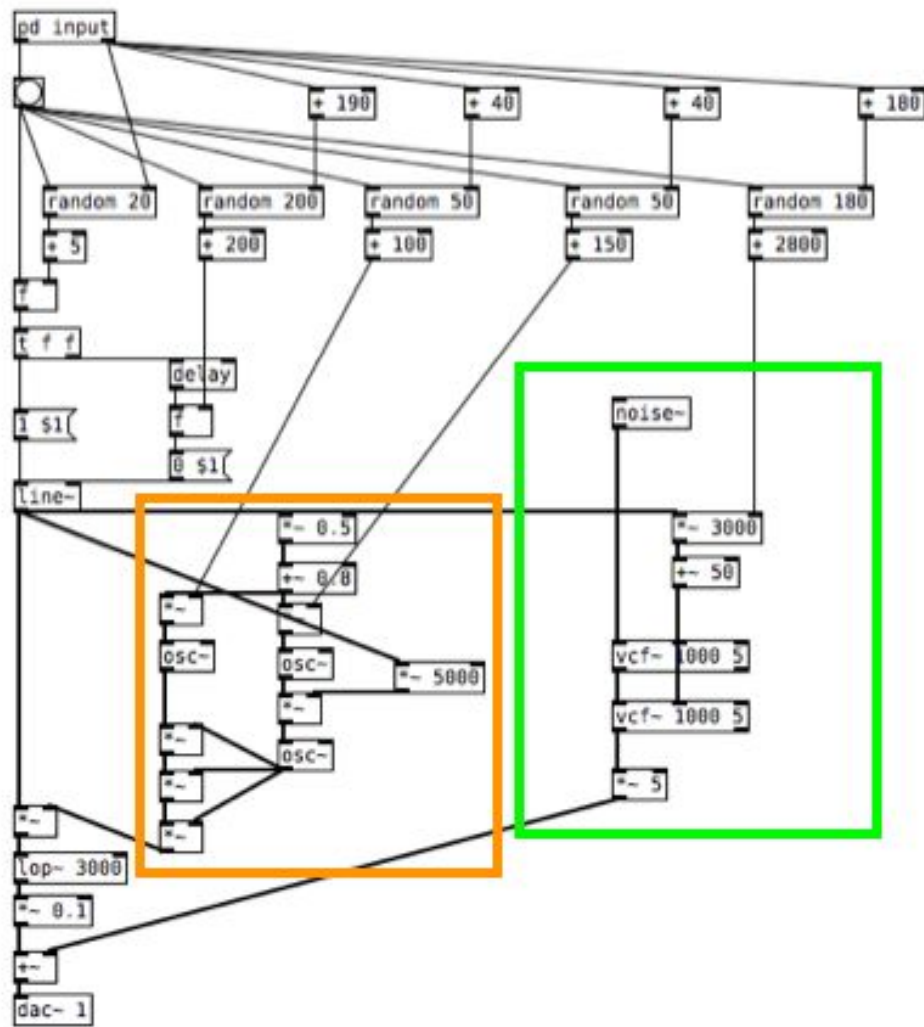 pd input
+ 190
+ 40
+ 40
+ 180
random 20
random 200
random 50
random 50
random 180
+ 5
+ 200
+ 100
+ 150
+ 2800
f
t f f
delay
1 $1
f
noise~
0 $1
line~
*~ 0.5
*~ 3000
+~ 0.8
+~ 50
*~
osc~
osc~
vcf~ 1000 5
*~ 5000
*~
vcf~ 1000 5
*~
osc~
*~
*~ 5
*~
*~
lop~ 3000
*~ 0.1
+~
dac~ 1